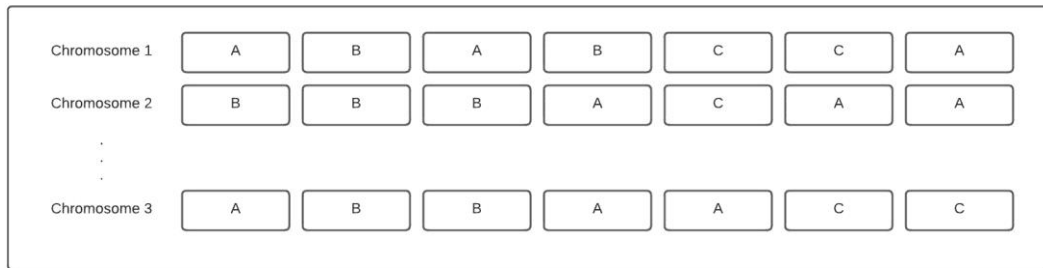 Chromosome 1 A B A B C C A
Chromosome 2 B B B A C A A
.
.
.
Chromosome 3 A B B A A C C